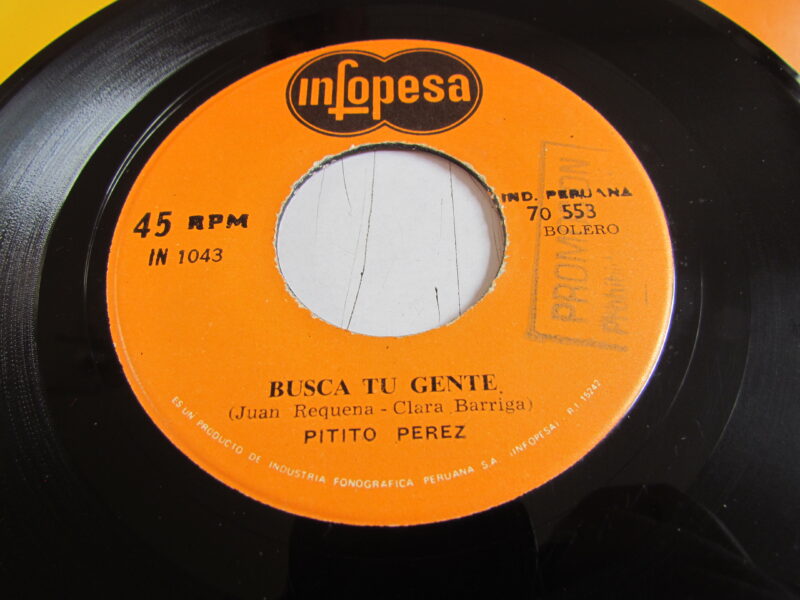 infopesa
45 RPM
IN 1043
IND. PERUANA
70 553
BOLERO
PROMOCION
BUSCA TU GENTE
(Juan Requena - Clara Barriga)
PITITO PEREZ
ES UN PRODUCTO DE INDUSTRIA FONOGRAFICA PERUANA S.A. (INFOPESA) R.I. 15242